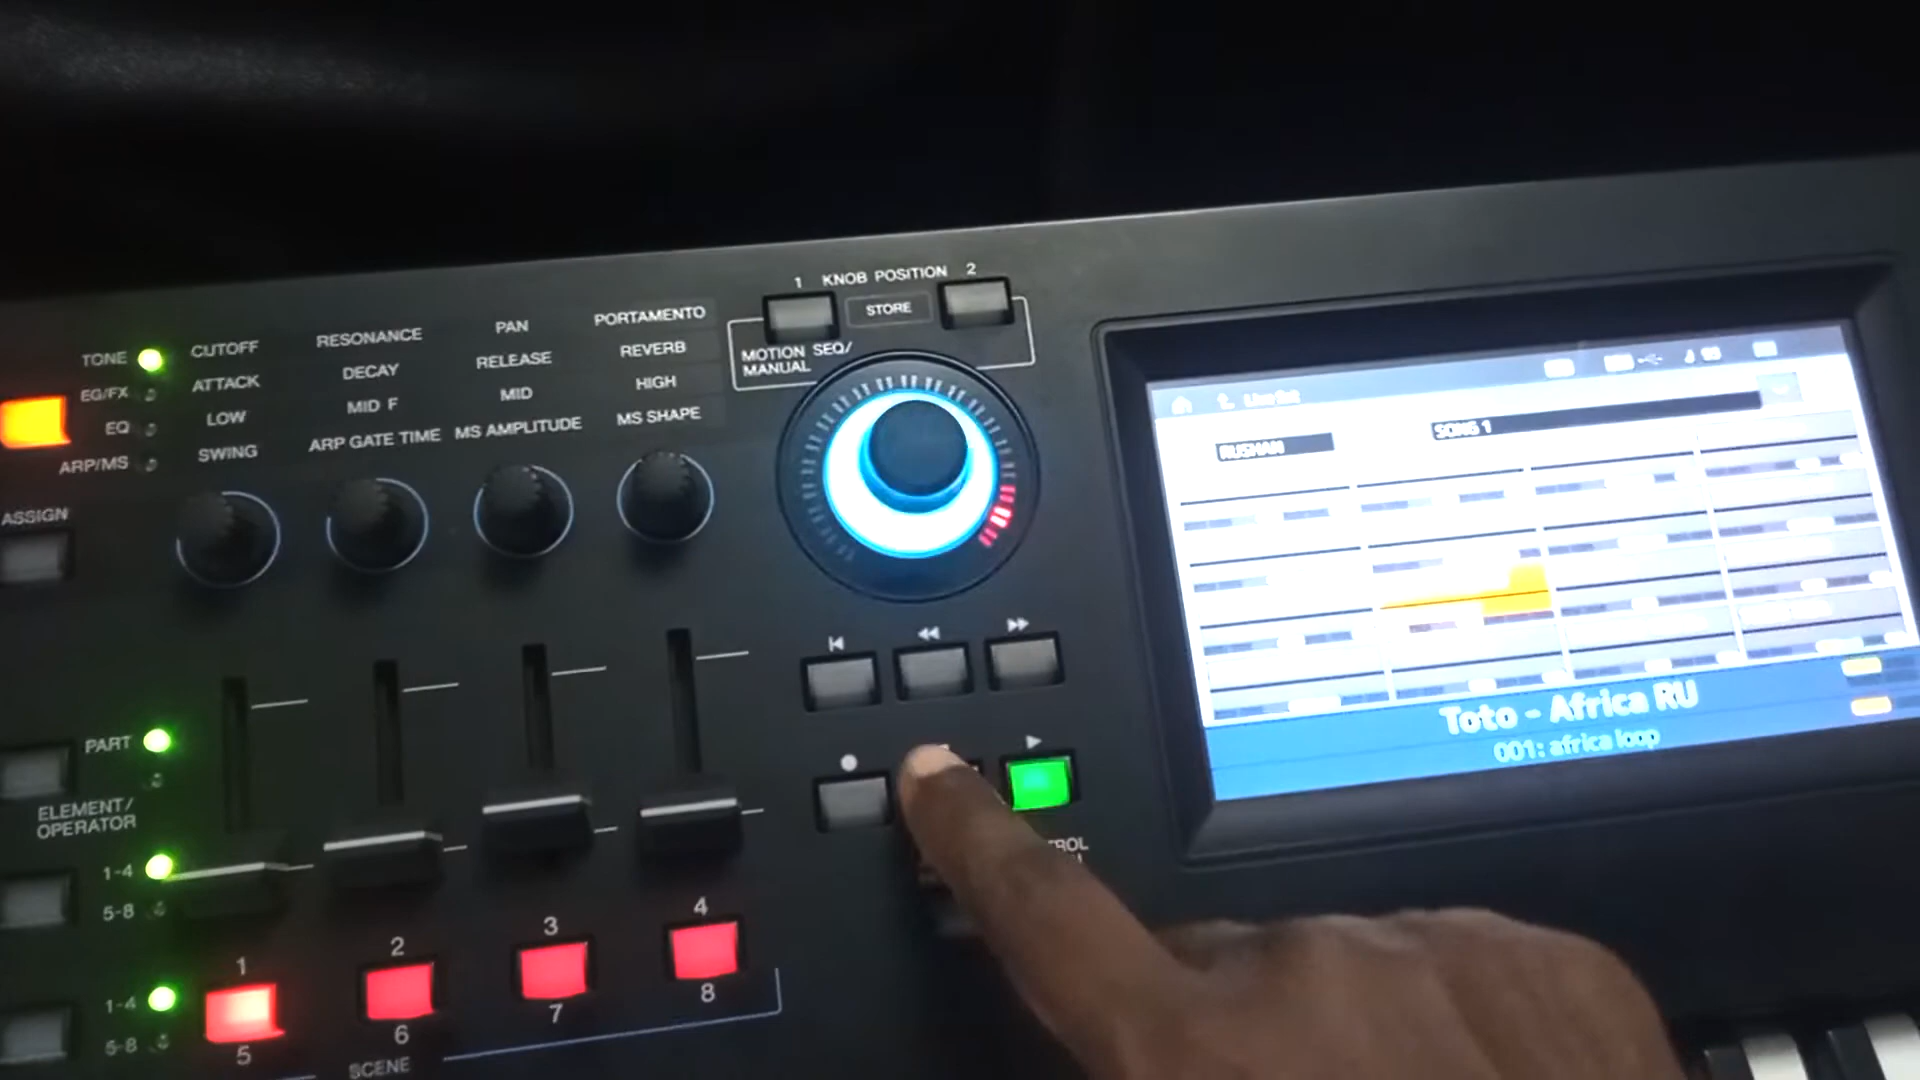 1 KNOB POSITION 2
STORE
MOTION SEQ/
MANUAL
TONE CUTOFF RESONANCE PAN PORTAMENTO
EG/FX ATTACK DECAY RELEASE REVERB
EQ LOW MID F MID HIGH
ARP/MS SWING ARP GATE TIME MS AMPLITUDE MS SHAPE
ASSIGN
PART
ELEMENT/
OPERATOR
1-4
5-8
1 2 3 4
1-4
5-8
5 6 7 8
SCENE
Live Set
RUSHAN
SONG 1
Toto - Africa RU
001: africa loop